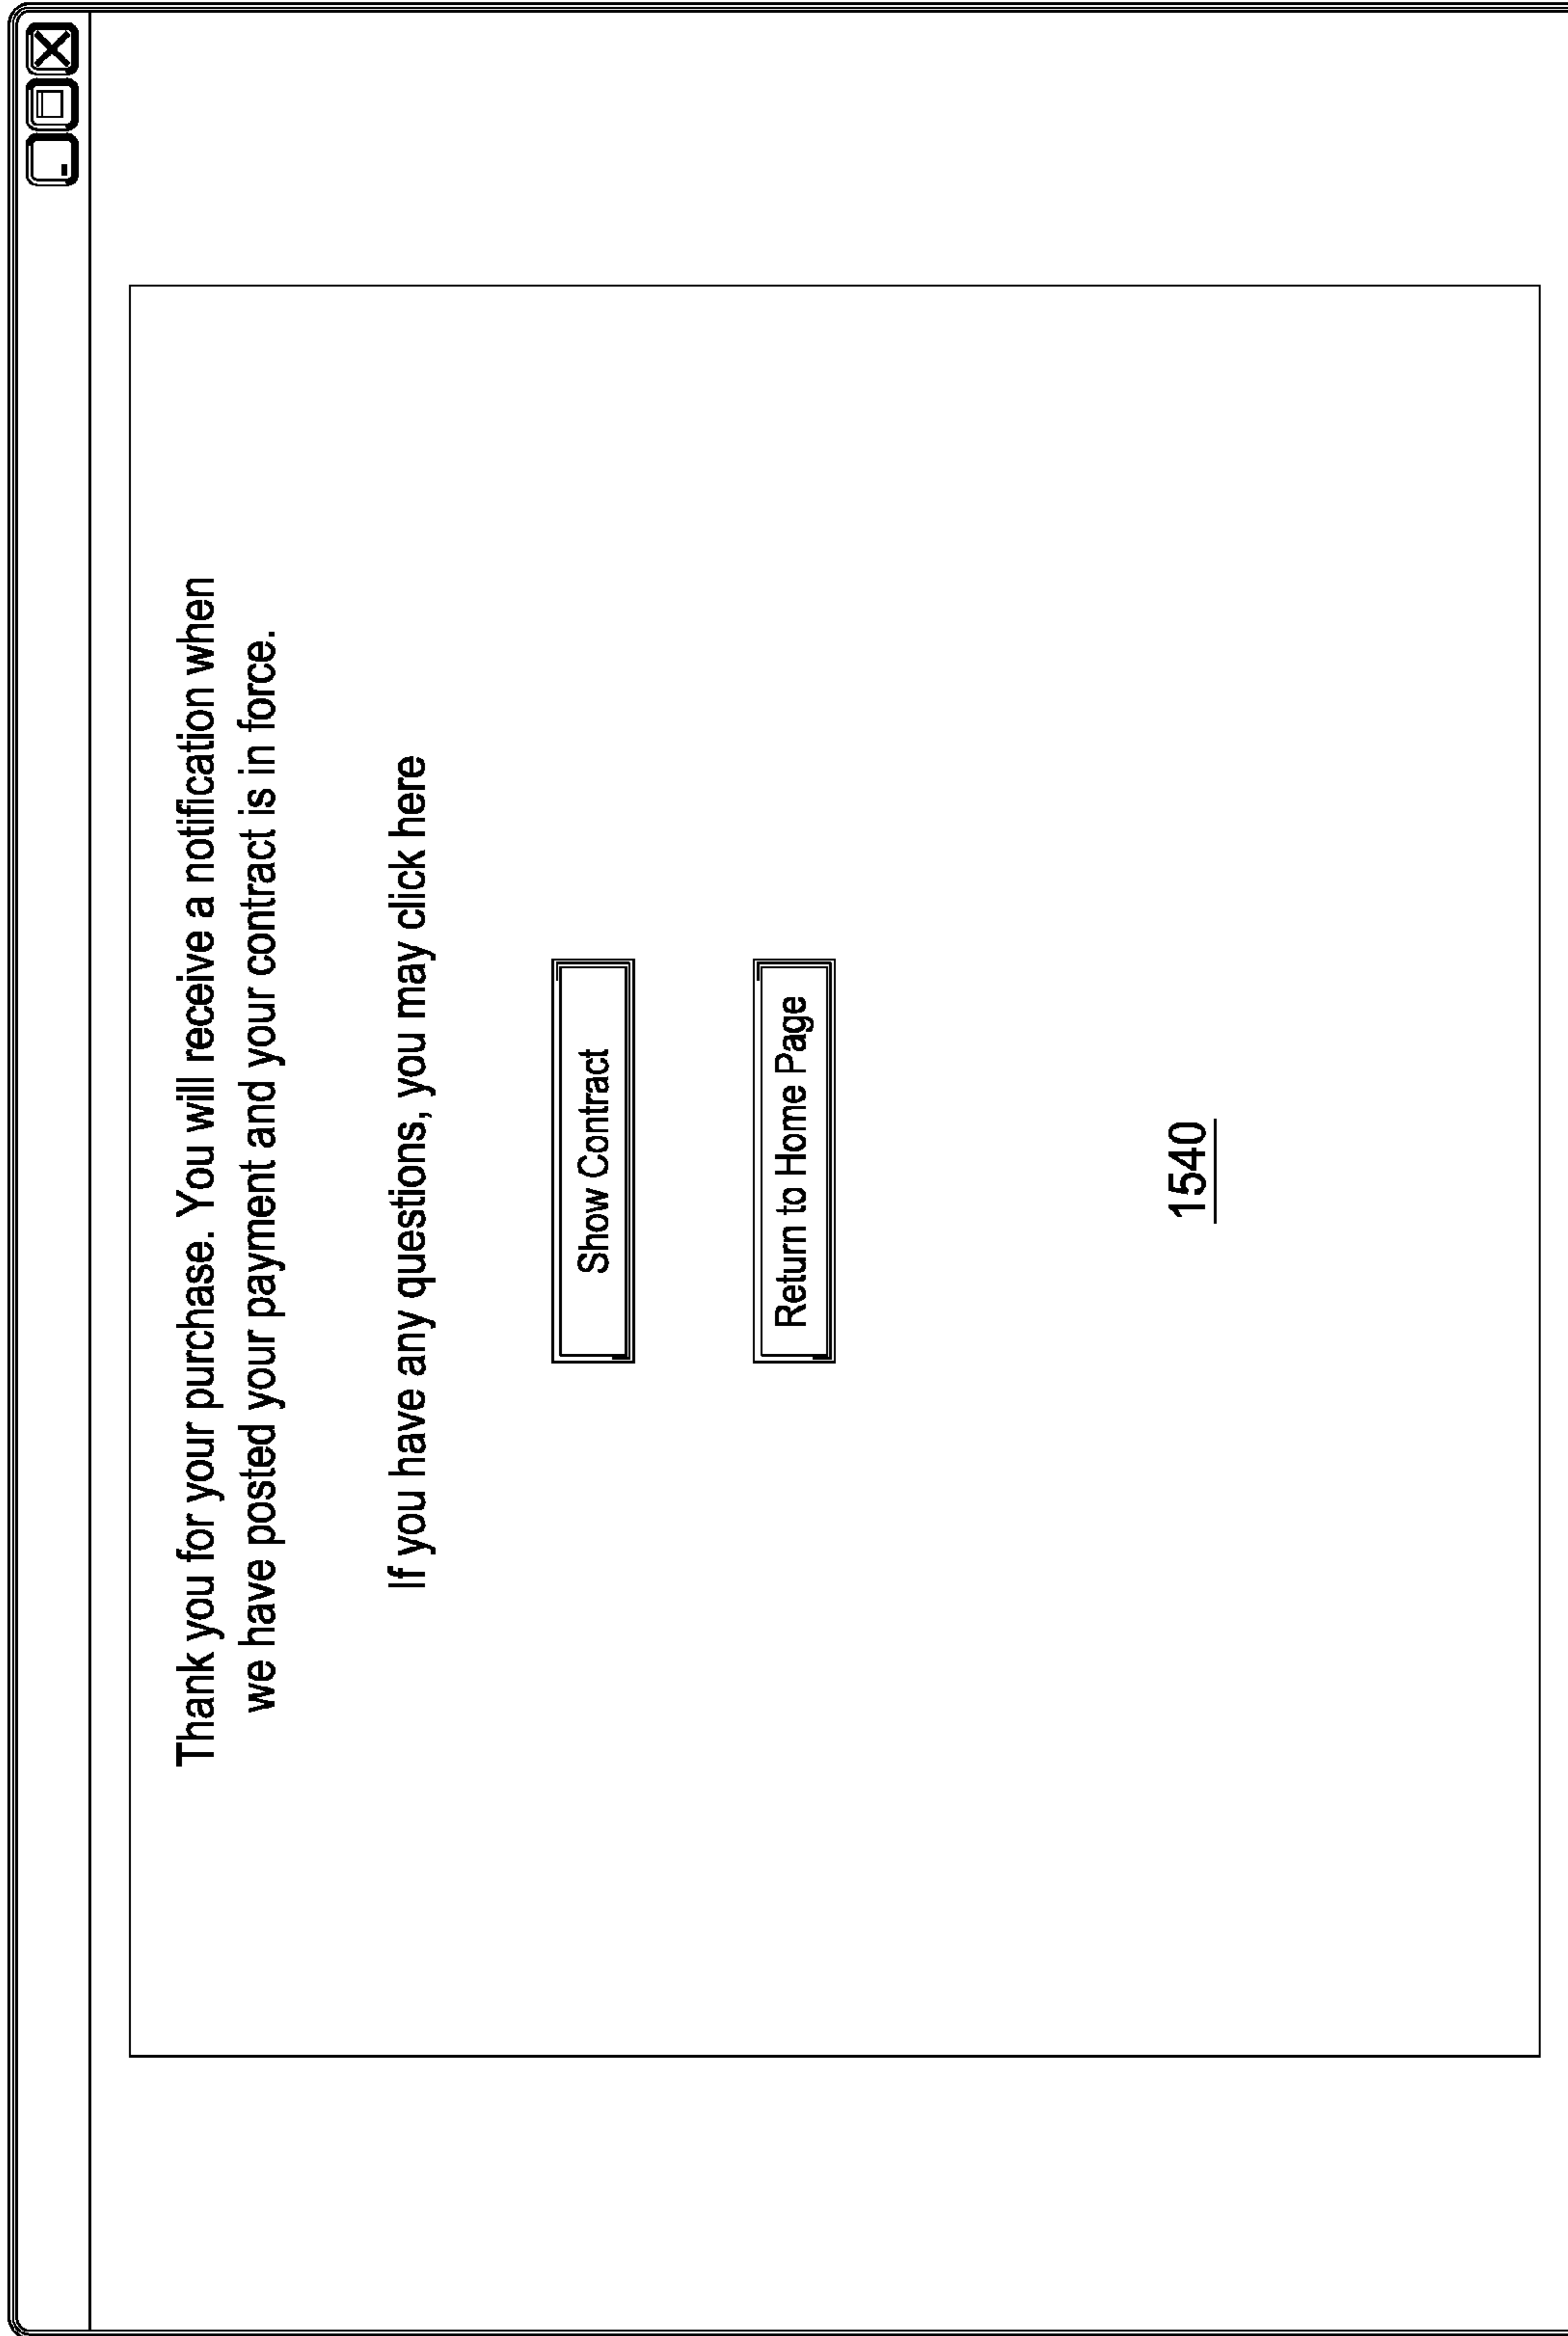 Thank you for your purchase. You will receive a notification when
we have posted your payment and your contract is in force.
If you have any questions, you may click here
Show Contract
Return to Home Page
1540